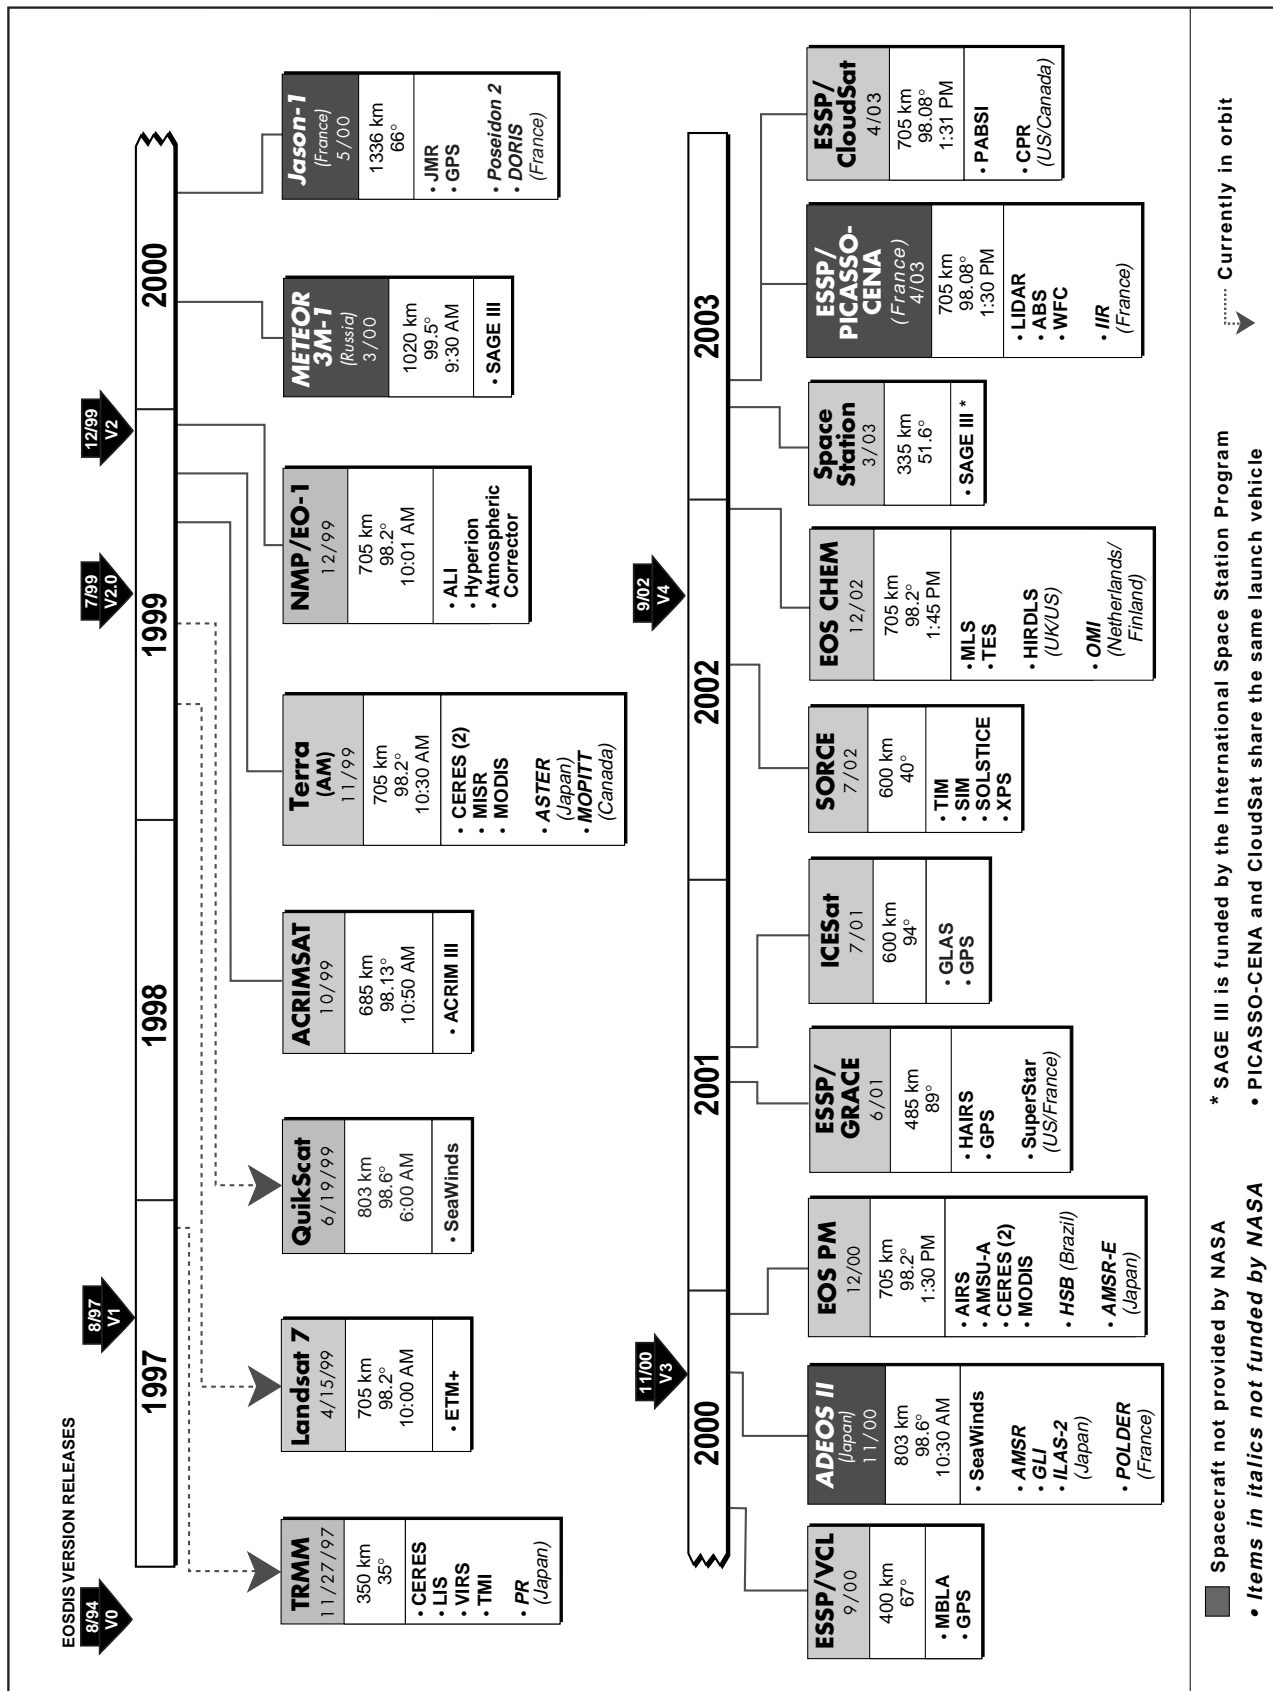 EOSDIS VERSION RELEASES
8/94
V0
8/97
V1
7/99
V2.0
12/99
V2
1997
1998
1999
2000
TRMM
11/27/97
350 km
35°
• CERES
• LIS
• VIRS
• TMI
• PR
(Japan)
Landsat 7
4/15/99
705 km
98.2°
10:00 AM
• ETM+
QuikScat
6/19/99
803 km
98.6°
6:00 AM
• SeaWinds
ACRIMSAT
10/99
685 km
98.13°
10:50 AM
• ACRIM III
Terra
(AM)
11/99
705 km
98.2°
10:30 AM
• CERES (2)
• MISR
• MODIS
• ASTER
(Japan)
• MOPITT
(Canada)
NMP/EO-1
12/99
705 km
98.2°
10:01 AM
• ALI
• Hyperion
• Atmospheric
Corrector
METEOR
3M-1
(Russia)
3/00
1020 km
99.5°
9:30 AM
• SAGE III
Jason-1
(France)
5/00
1336 km
66°
• JMR
• GPS
• Poseidon 2
• DORIS
(France)
11/00
V3
9/02
V4
2000
2001
2002
2003
ESSP/VCL
9/00
400 km
67°
• MBLA
• GPS
ADEOS II
(Japan)
11/00
803 km
98.6°
10:30 AM
• SeaWinds
• AMSR
• GLI
• ILAS-2
(Japan)
• POLDER
(France)
EOS PM
12/00
705 km
98.2°
1:30 PM
• AIRS
• AMSU-A
• CERES (2)
• MODIS
• HSB (Brazil)
• AMSR-E
(Japan)
ESSP/
GRACE
6/01
485 km
89°
• HAIRS
• GPS
• SuperStar
(US/France)
ICESat
7/01
600 km
94°
• GLAS
• GPS
SORCE
7/02
600 km
40°
• TIM
• SIM
• SOLSTICE
• XPS
EOS CHEM
12/02
705 km
98.2°
1:45 PM
• MLS
• TES
• HIRDLS
(UK/US)
• OMI
(Netherlands/
Finland)
Space
Station
3/03
335 km
51.6°
• SAGE III *
ESSP/
PICASSO-
CENA
(France)
4/03
705 km
98.08°
1:30 PM
• LIDAR
• ABS
• WFC
• IIR
(France)
ESSP/
CloudSat
4/03
705 km
98.08°
1:31 PM
• PABSI
• CPR
(US/Canada)
Spacecraft not provided by NASA
• Items in italics not funded by NASA
* SAGE III is funded by the International Space Station Program
• PICASSO-CENA and CloudSat share the same launch vehicle
Currently in orbit